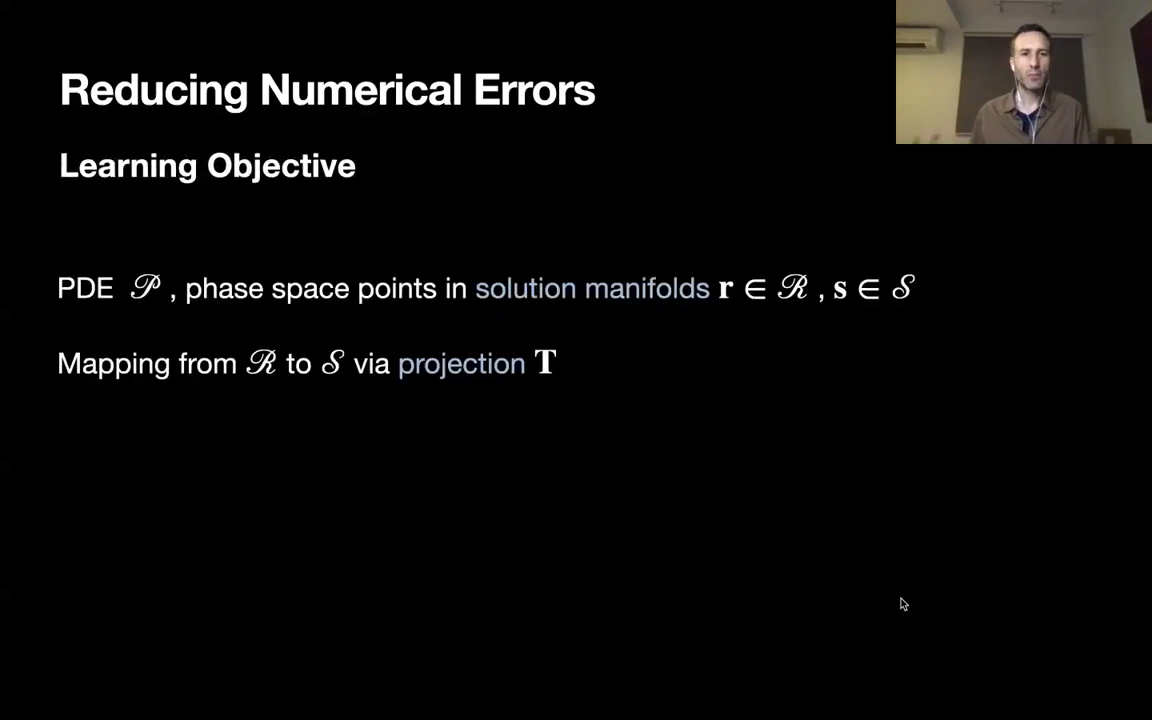 Reducing Numerical Errors
Learning Objective
PDE 𝒫 , phase space points in solution manifolds 𝐫 ∈ ℛ , 𝐬 ∈ 𝒮
Mapping from ℛ to 𝒮 via projection 𝐓